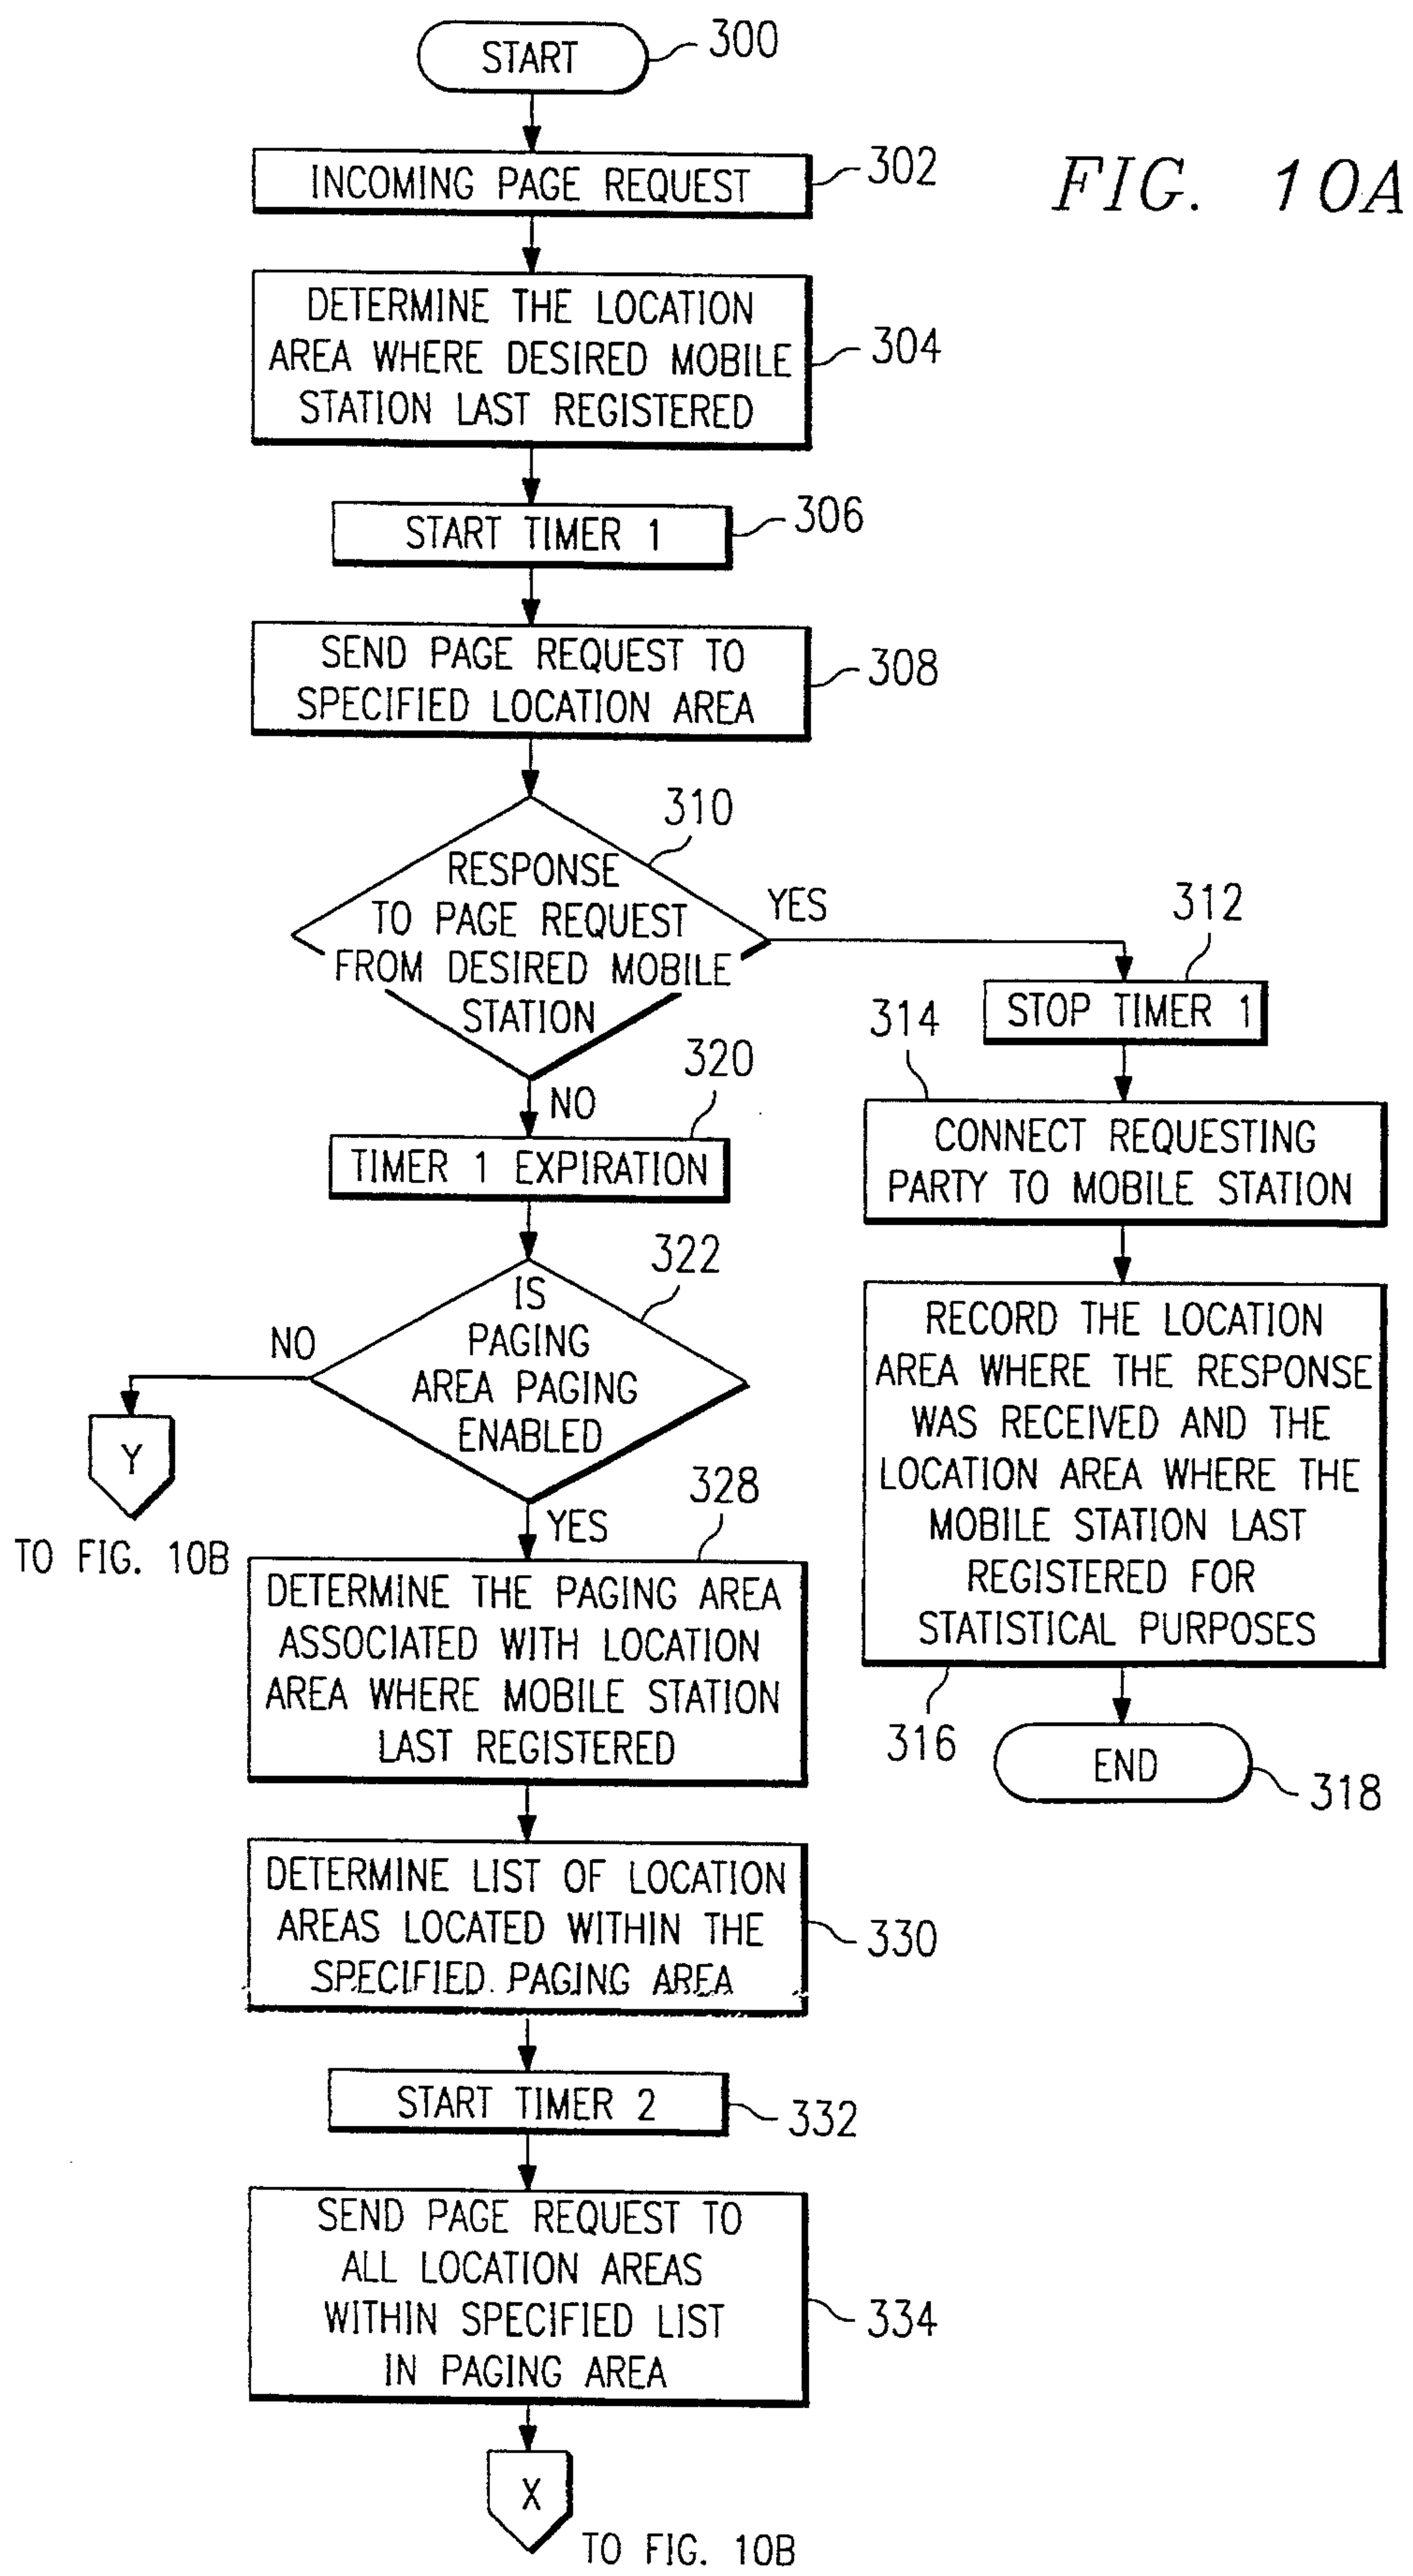 START
300
INCOMING PAGE REQUEST
302
FIG. 10A
DETERMINE THE LOCATION
AREA WHERE DESIRED MOBILE
STATION LAST REGISTERED
304
START TIMER 1
306
SEND PAGE REQUEST TO
SPECIFIED LOCATION AREA
308
310
RESPONSE
TO PAGE REQUEST
FROM DESIRED MOBILE
STATION
YES
312
STOP TIMER 1
314
CONNECT REQUESTING
PARTY TO MOBILE STATION
RECORD THE LOCATION
AREA WHERE THE RESPONSE
WAS RECEIVED AND THE
LOCATION AREA WHERE THE
MOBILE STATION LAST
REGISTERED FOR
STATISTICAL PURPOSES
316
END
318
NO
320
TIMER 1 EXPIRATION
322
IS
PAGING
AREA PAGING
ENABLED
NO
Y
TO FIG. 10B
YES
328
DETERMINE THE PAGING AREA
ASSOCIATED WITH LOCATION
AREA WHERE MOBILE STATION
LAST REGISTERED
DETERMINE LIST OF LOCATION
AREAS LOCATED WITHIN THE
SPECIFIED PAGING AREA
330
START TIMER 2
332
SEND PAGE REQUEST TO
ALL LOCATION AREAS
WITHIN SPECIFIED LIST
IN PAGING AREA
334
X
TO FIG. 10B